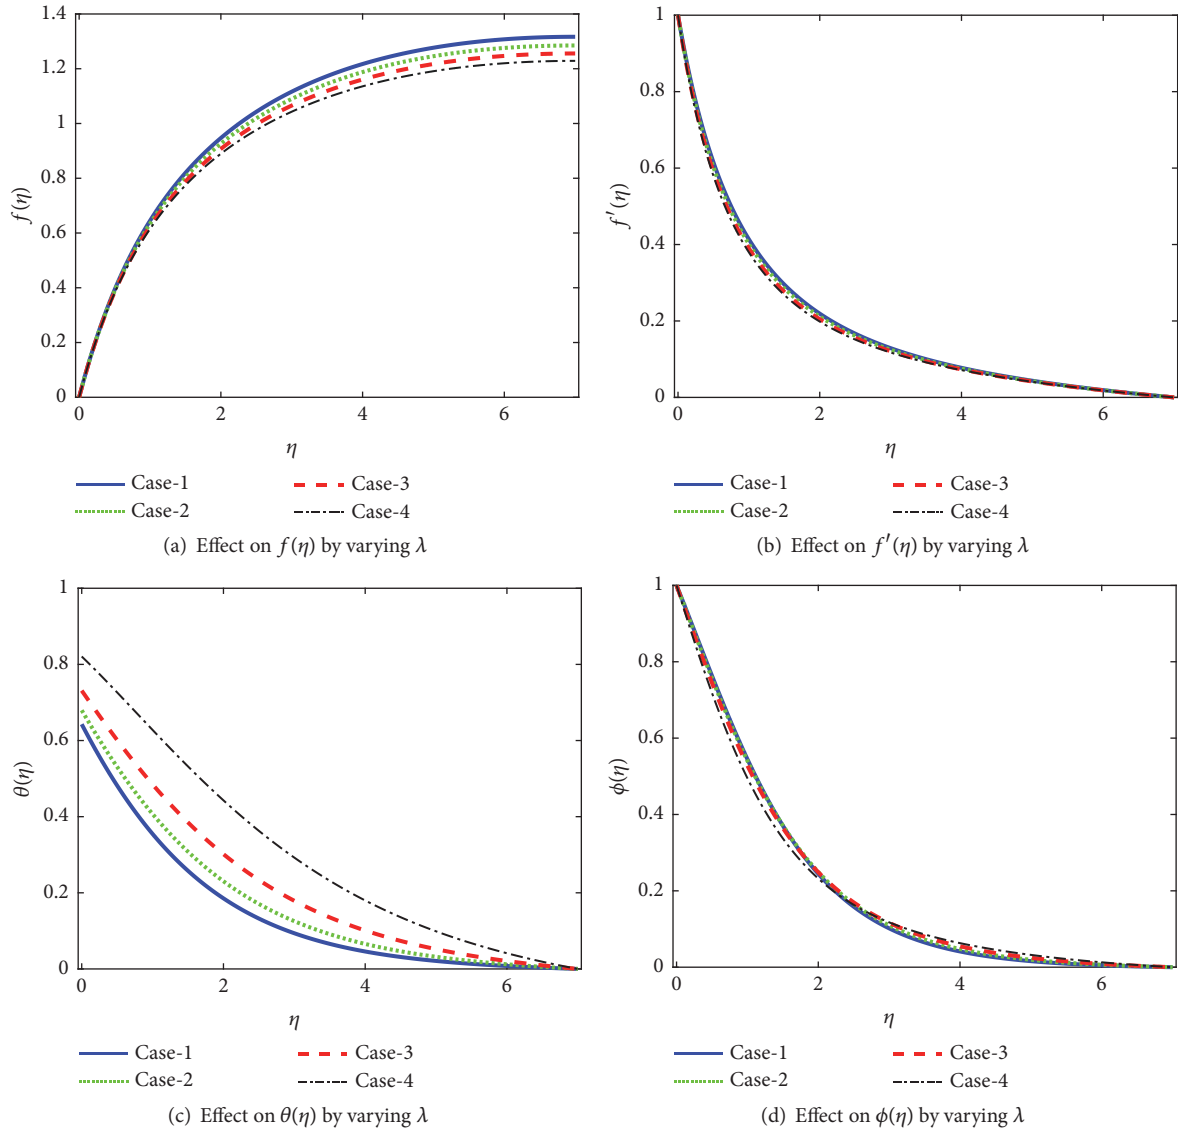 1.4
1.2
1
0.8
0.6
0.4
0.2
0
f(η)
0 2 4 6
η
Case-1 Case-3
Case-2 Case-4
(a) Effect on f(η) by varying λ
1
0.8
0.6
0.4
0.2
0
f′(η)
0 2 4 6
η
Case-1 Case-3
Case-2 Case-4
(b) Effect on f′(η) by varying λ
1
0.8
0.6
0.4
0.2
0
θ(η)
0 2 4 6
η
Case-1 Case-3
Case-2 Case-4
(c) Effect on θ(η) by varying λ
1
0.8
0.6
0.4
0.2
0
ϕ(η)
0 2 4 6
η
Case-1 Case-3
Case-2 Case-4
(d) Effect on ϕ(η) by varying λ